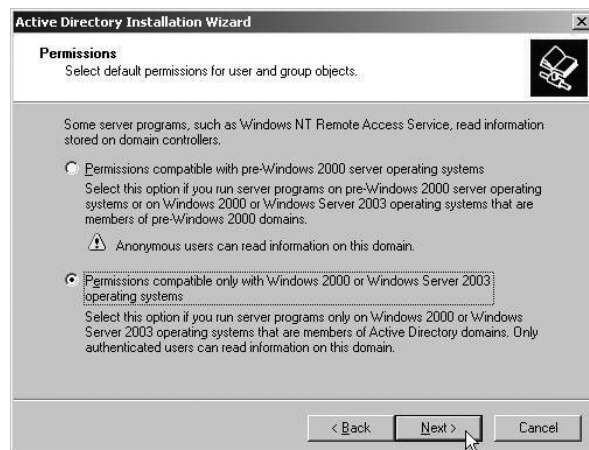 Active Directory Installation Wizard
Permissions
Select default permissions for user and group objects.
Some server programs, such as Windows NT Remote Access Service, read information
stored on domain controllers.
Permissions compatible with pre-Windows 2000 server operating systems
Select this option if you run server programs on pre-Windows 2000 server operating
systems or on Windows 2000 or Windows Server 2003 operating systems that are
members of pre-Windows 2000 domains.
Anonymous users can read information on this domain.
Permissions compatible only with Windows 2000 or Windows Server 2003
operating systems
Select this option if you run server programs only on Windows 2000 or Windows
Server 2003 operating systems that are members of Active Directory domains. Only
authenticated users can read information on this domain.
< Back Next > Cancel